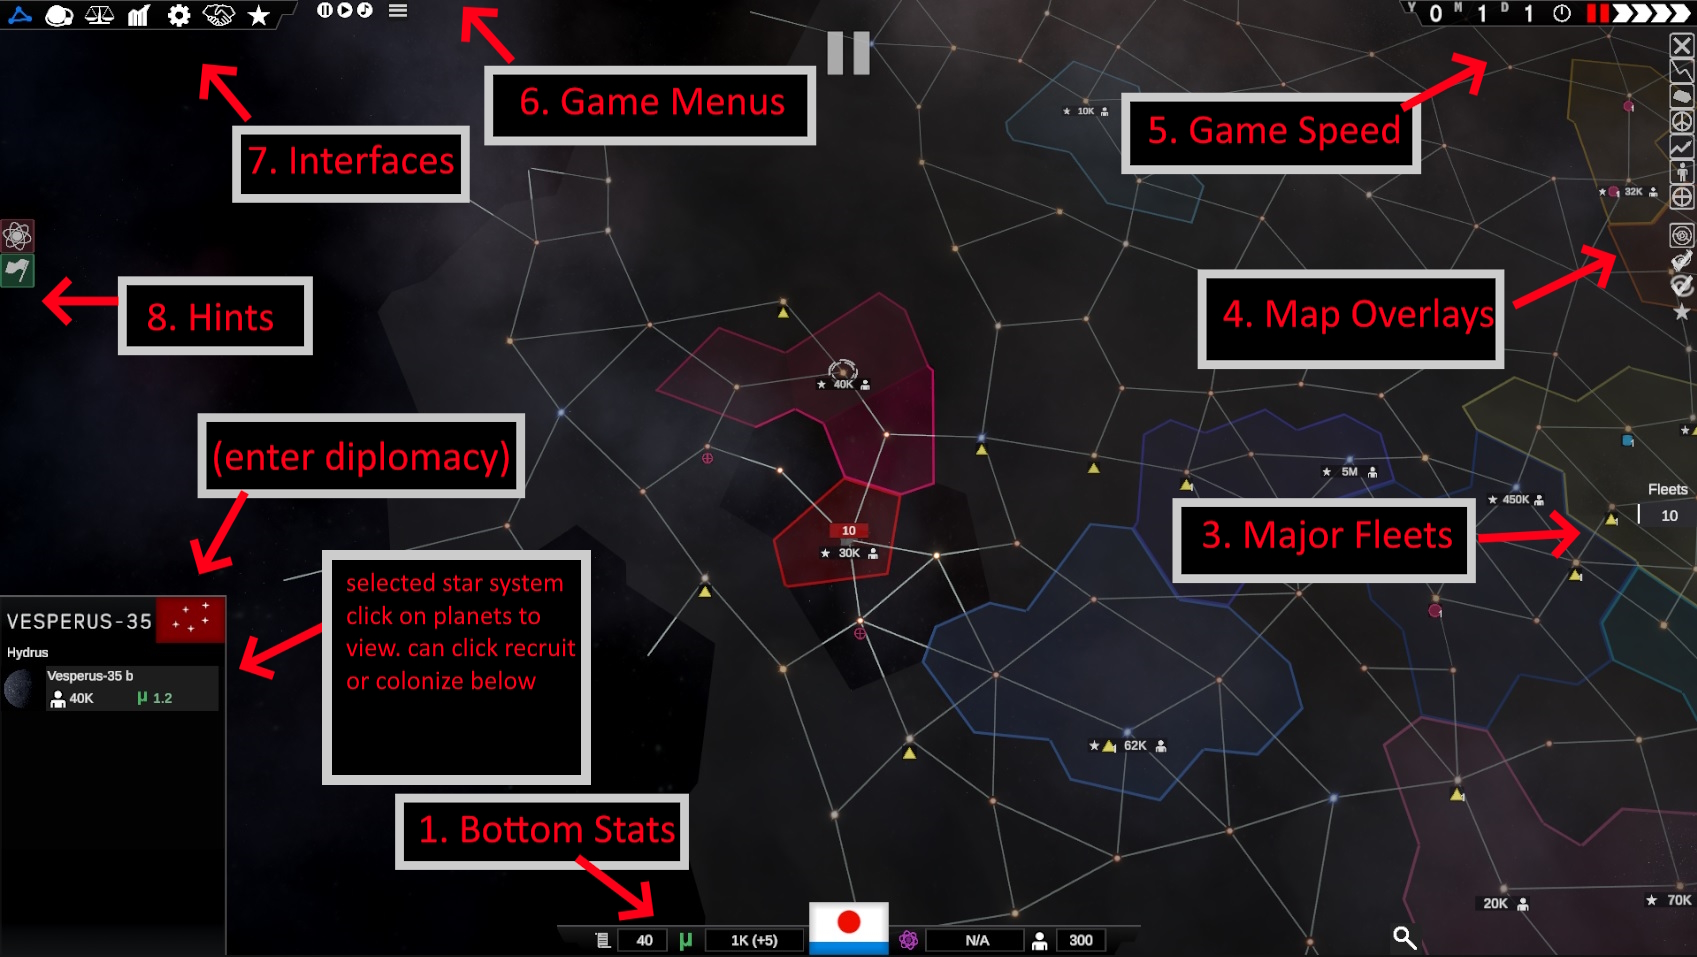 Y 0 M 1 D 1
6. Game Menus
5. Game Speed
10K
7. Interfaces
32K
8. Hints
4. Map Overlays
40K
(enter diplomacy)
5M
450K
Fleets
10
3. Major Fleets
10
30K
selected star system
click on planets to
view. can click recruit
or colonize below
VESPERUS-35
Hydrus
Vesperus-35 b
40K
μ 1.2
62K
1. Bottom Stats
20K
70K
40
μ
1K (+5)
N/A
300